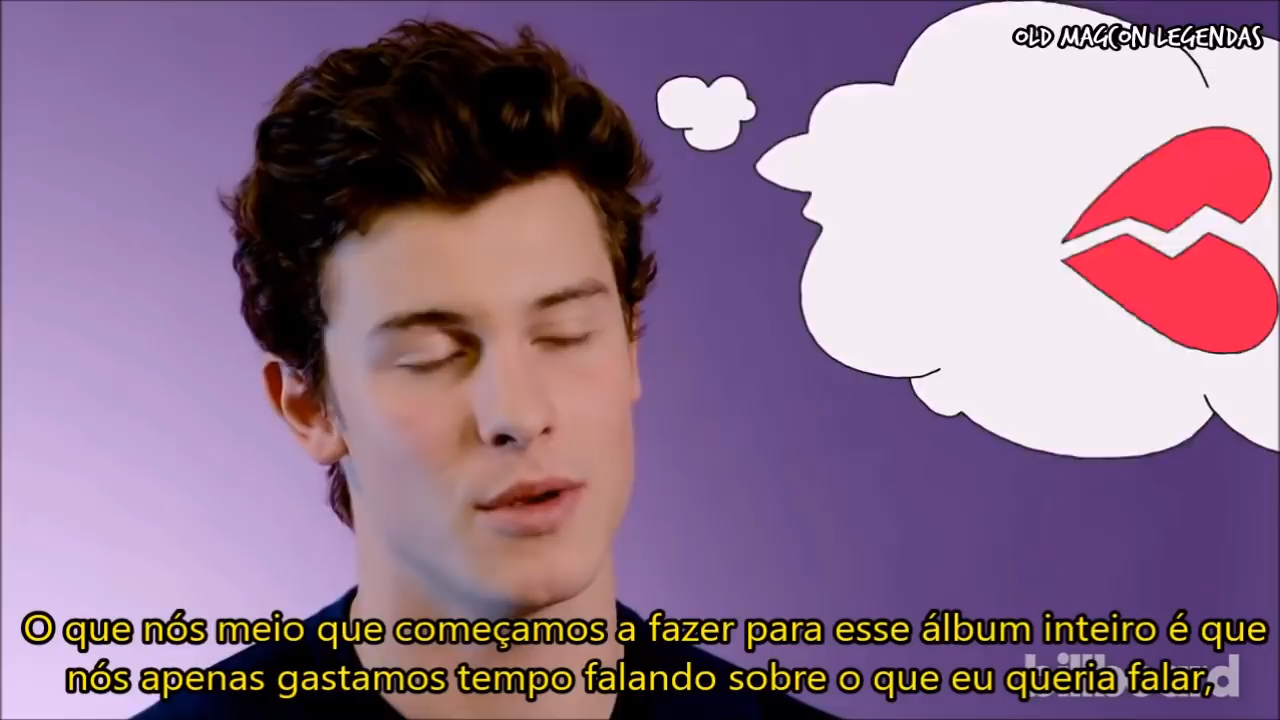 OLD MAGCON LEGENDAS
O que nós meio que começamos a fazer para esse álbum inteiro é que
nós apenas gastamos tempo falando sobre o que eu queria falar,
billboard